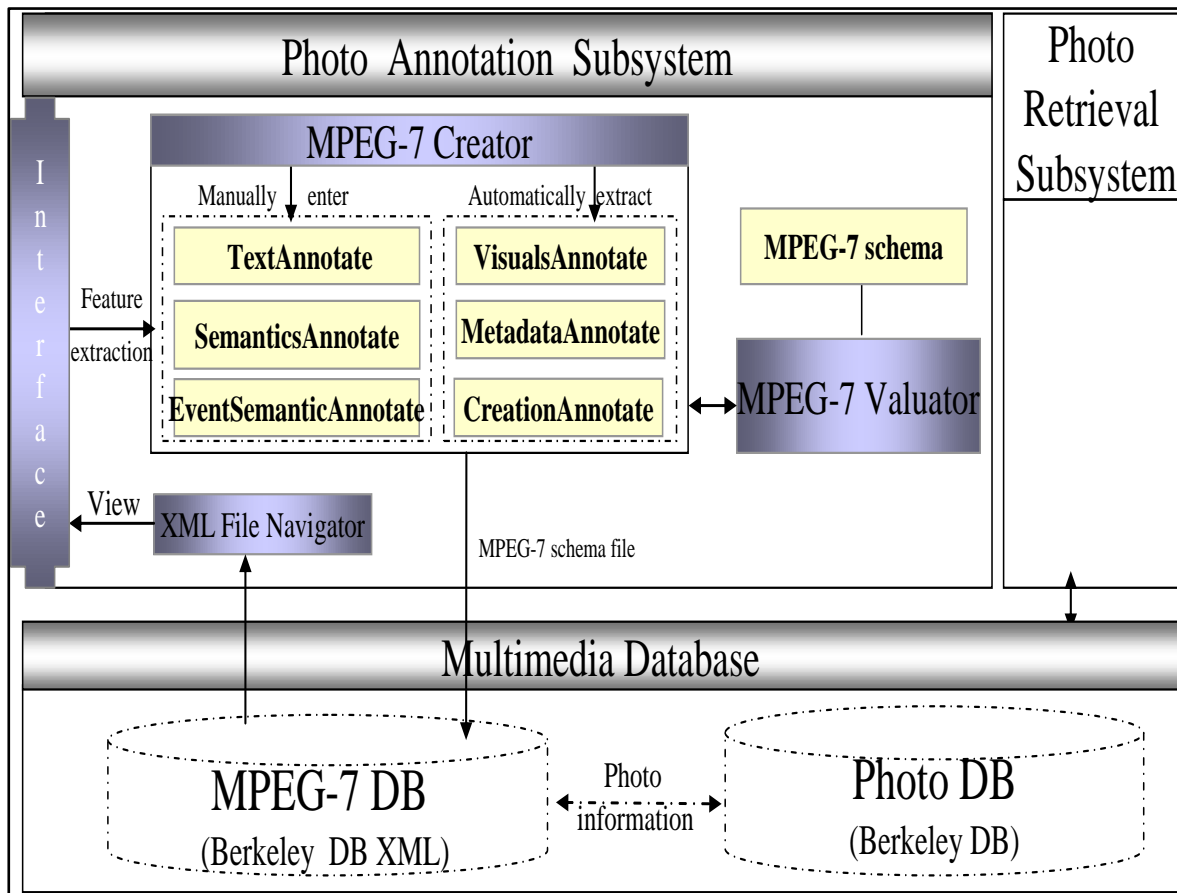 Photo Annotation Subsystem
Photo
Retrieval
Subsystem
Interface
MPEG-7 Creator
Manually enter
Automatically extract
TextAnnotate
SemanticsAnnotate
EventSemanticAnnotate
VisualsAnnotate
MetadataAnnotate
CreationAnnotate
MPEG-7 schema
MPEG-7 Valuator
Feature
extraction
View
XML File Navigator
MPEG-7 schema file
Multimedia Database
MPEG-7 DB
(Berkeley DB XML)
Photo
information
Photo DB
(Berkeley DB)